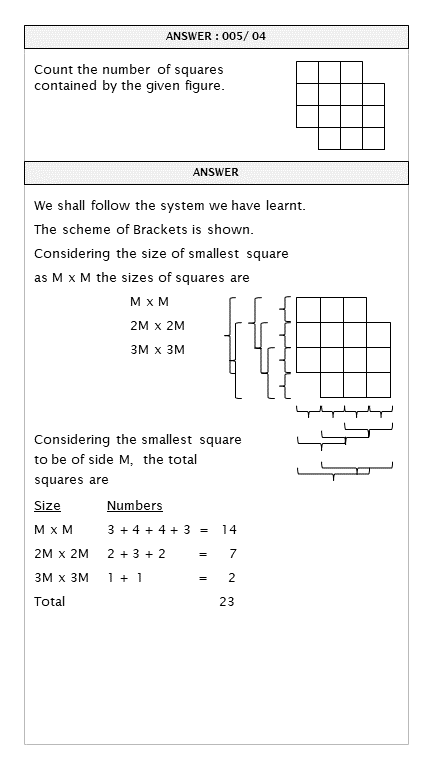 ANSWER : 005/ 04
Count the number of squares
contained by the given figure.
ANSWER
We shall follow the system we have learnt.
The scheme of Brackets is shown.
Considering the size of smallest square
as M x M the sizes of squares are
M x M
2M x 2M
3M x 3M
Considering the smallest square
to be of side M, the total
squares are
Size Numbers
M x M 3 + 4 + 4 + 3 = 14
2M x 2M 2 + 3 + 2 = 7
3M x 3M 1 + 1 = 2
Total 23